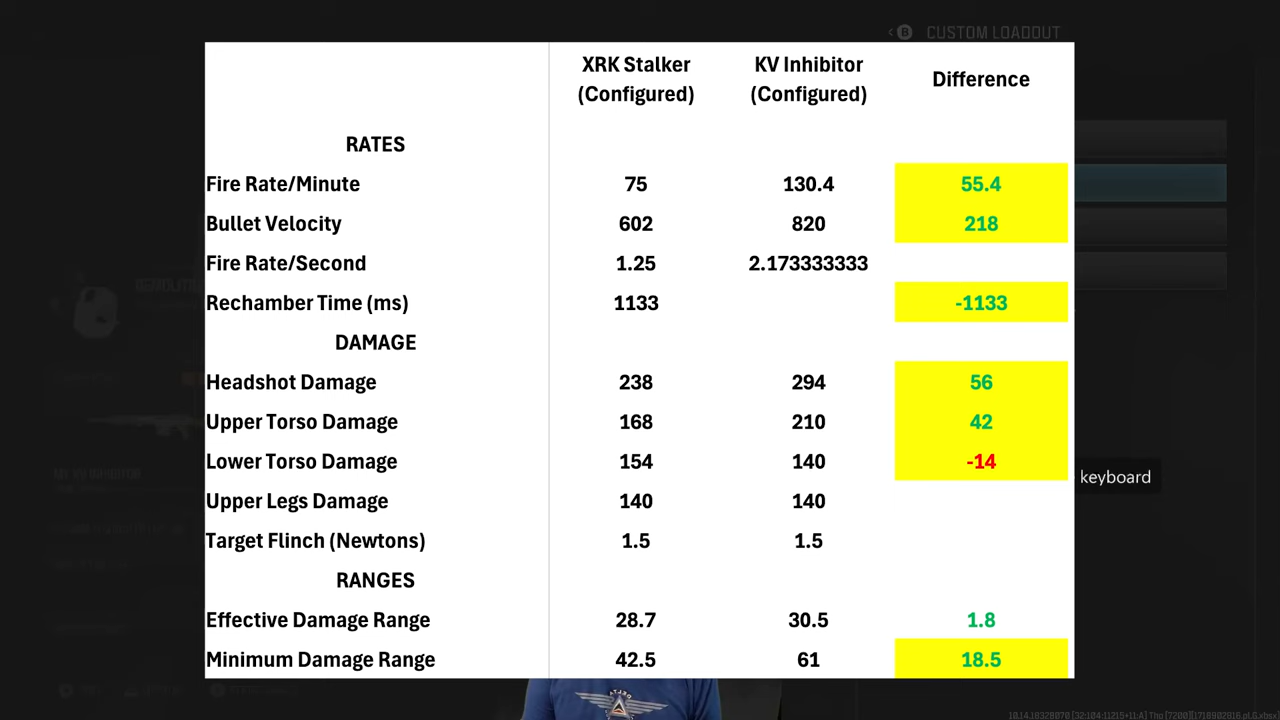 < B CUSTOM LOADOUT
XRK Stalker (Configured) KV Inhibitor (Configured) Difference
RATES
Fire Rate/Minute 75 130.4 55.4
Bullet Velocity 602 820 218
Fire Rate/Second 1.25 2.173333333
Rechamber Time (ms) 1133 -1133
DAMAGE
Headshot Damage 238 294 56
Upper Torso Damage 168 210 42
Lower Torso Damage 154 140 -14
keyboard
Upper Legs Damage 140 140
Target Flinch (Newtons) 1.5 1.5
RANGES
Effective Damage Range 28.7 30.5 1.8
Minimum Damage Range 42.5 61 18.5